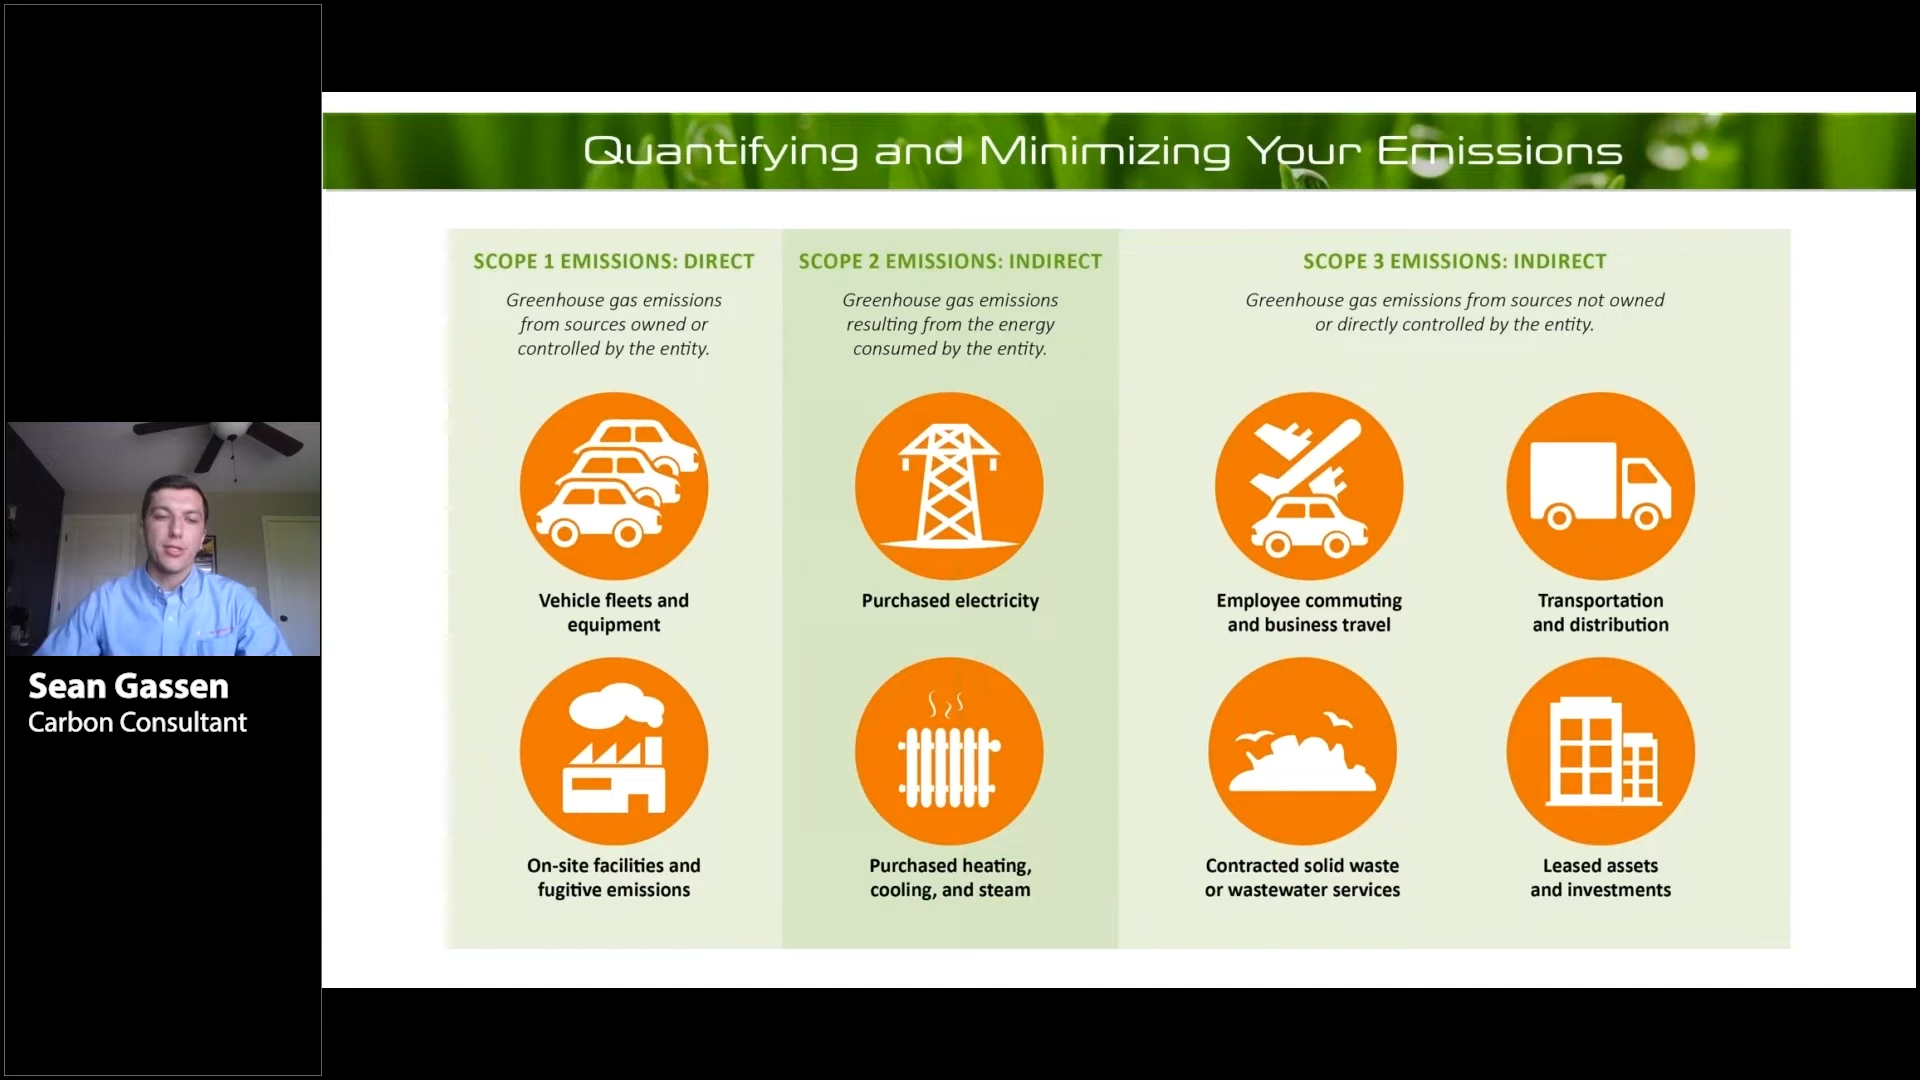 Quantifying and Minimizing Your Emissions
SCOPE 1 EMISSIONS: DIRECT
Greenhouse gas emissions
from sources owned or
controlled by the entity.
Vehicle fleets and
equipment
On-site facilities and
fugitive emissions
SCOPE 2 EMISSIONS: INDIRECT
Greenhouse gas emissions
resulting from the energy
consumed by the entity.
Purchased electricity
Purchased heating,
cooling, and steam
SCOPE 3 EMISSIONS: INDIRECT
Greenhouse gas emissions from sources not owned
or directly controlled by the entity.
Employee commuting
and business travel
Transportation
and distribution
Contracted solid waste
or wastewater services
Leased assets
and investments
Sean Gassen
Carbon Consultant